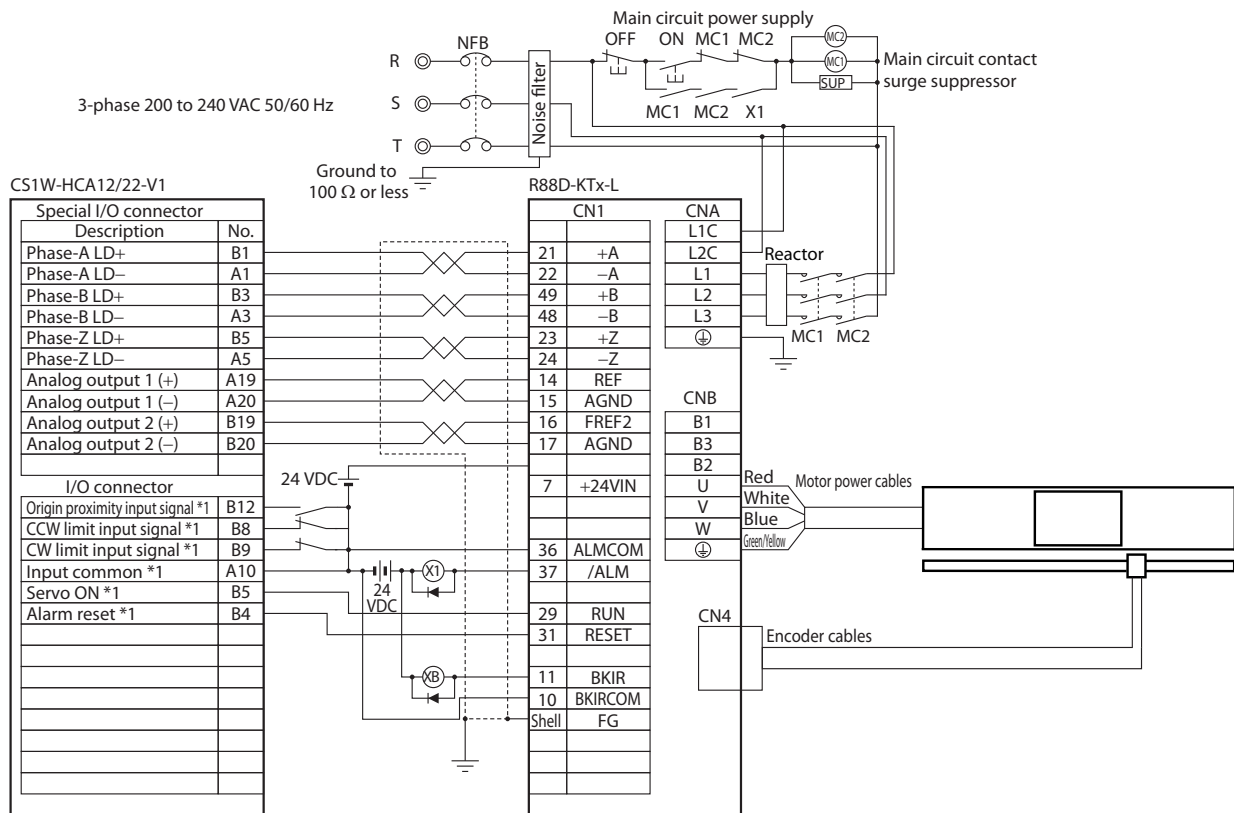 Main circuit power supply
OFF ON MC1 MC2
MC2
NFB
R
MC1
Main circuit contact
surge suppressor
SUP
3-phase 200 to 240 VAC 50/60 Hz
S
Noise filter
MC1 MC2 X1
T
Ground to
100 Ω or less
CS1W-HCA12/22-V1
R88D-KTx-L
Special I/O connector
CN1 CNA
Description No.
L1C
Phase-A LD+ B1 21 +A L2C
Reactor
Phase-A LD− A1 22 −A L1
Phase-B LD+ B3 49 +B L2
Phase-B LD− A3 48 −B L3
MC1 MC2
Phase-Z LD+ B5 23 +Z
Phase-Z LD− A5 24 −Z
Analog output 1 (+) A19 14 REF
Analog output 1 (−) A20 15 AGND CNB
Analog output 2 (+) B19 16 FREF2 B1
Analog output 2 (−) B20 17 AGND B3
B2
24 VDC
I/O connector 7 +24VIN U Red Motor power cables
Origin proximity input signal *1 B12 V White
CCW limit input signal *1 B8 W Blue
CW limit input signal *1 B9 36 ALMCOM Green/Yellow
Input common *1 A10 X1 37 /ALM
24
VDC
Servo ON *1 B5 29 RUN
Alarm reset *1 B4 31 RESET
CN4
Encoder cables
XB 11 BKIR
10 BKIRCOM
Shell FG